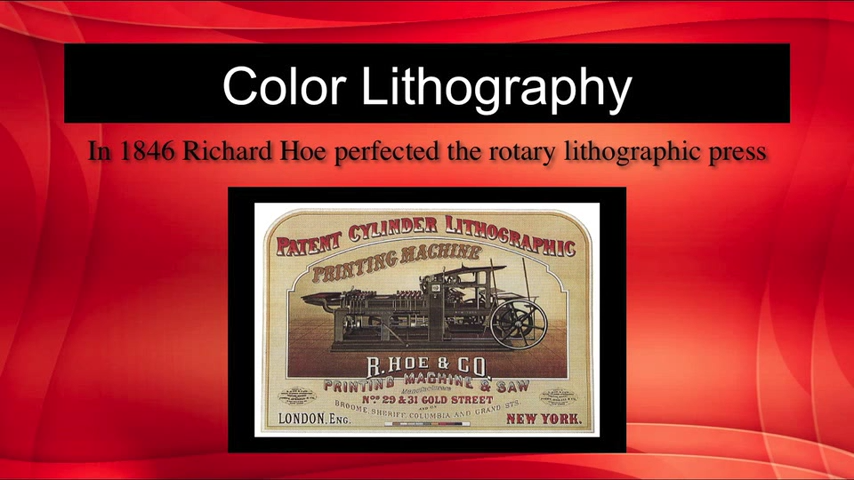 Color Lithography
In 1846 Richard Hoe perfected the rotary lithographic press
PATENT CYLINDER LITHOGRAPHIC
PRINTING MACHINE
R. HOE & CO.
PRINTING MACHINE & SAW
Manufacturers
Nos 29 & 31 GOLD STREET
AND ON
BROOME, SHERIFF, COLUMBIA AND GRAND STS.
LONDON, ENG.
NEW YORK.